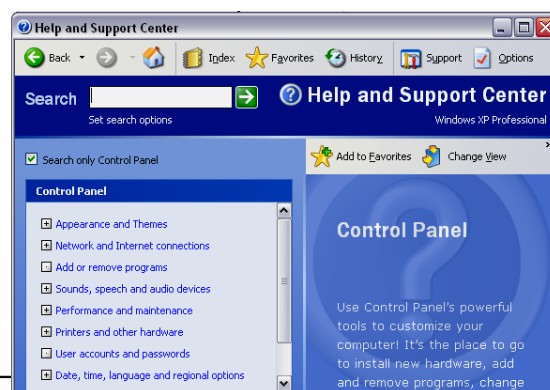 Help and Support Center
Back Index Favorites History Support Options
Search
Set search options
Help and Support Center
Windows XP Professional
Search only Control Panel
Add to Favorites Change View
Control Panel
Appearance and Themes
Network and Internet connections
Add or remove programs
Sounds, speech and audio devices
Performance and maintenance
Printers and other hardware
User accounts and passwords
Date, time, language and regional options
Control Panel
Use Control Panel's powerful
tools to customize your
computer! It's the place to go
to install new hardware, add
and remove programs, change